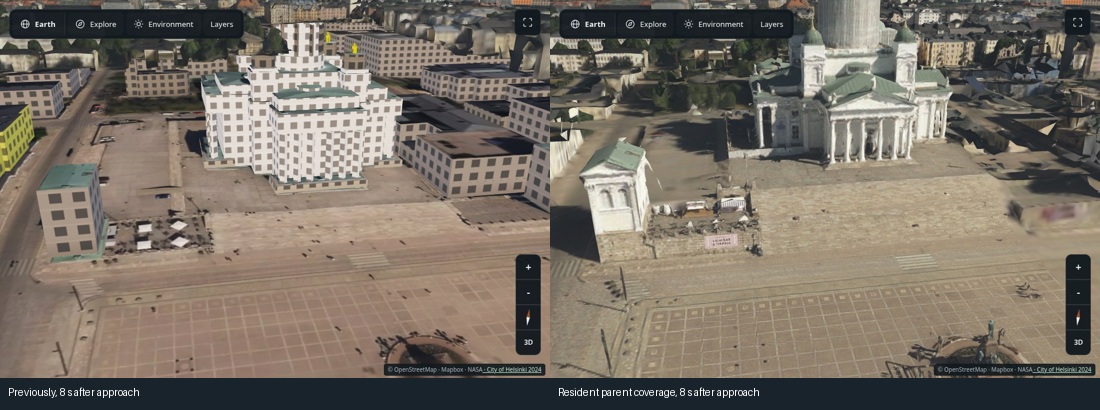 Earth Explore Environment Layers
Earth Explore Environment Layers
+
-
3D
+
-
3D
© OpenStreetMap · Mapbox · NASA · City of Helsinki 2024
© OpenStreetMap · Mapbox · NASA · City of Helsinki 2024
Previously, 8 s after approach
Resident parent coverage, 8 s after approach